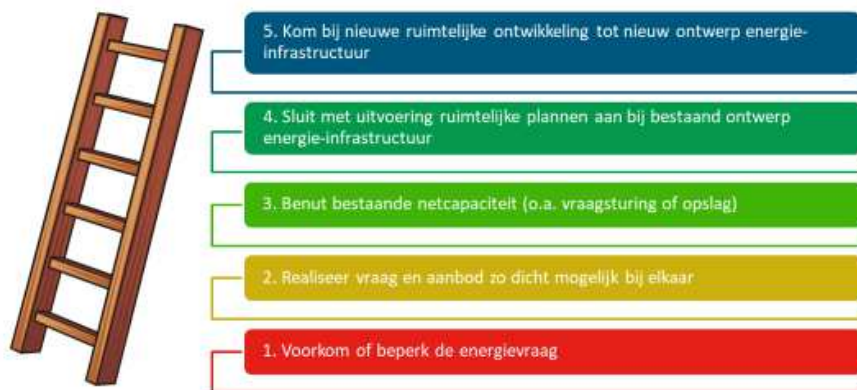 5. Kom bij nieuwe ruimtelijke ontwikkeling tot nieuw ontwerp energie-
infrastructuur
4. Sluit met uitvoering ruimtelijke plannen aan bij bestaand ontwerp
energie-infrastructuur
3. Benut bestaande netcapaciteit (o.a. vraagsturing of opslag)
2. Realiseer vraag en aanbod zo dicht mogelijk bij elkaar
1. Voorkom of beperk de energievraag